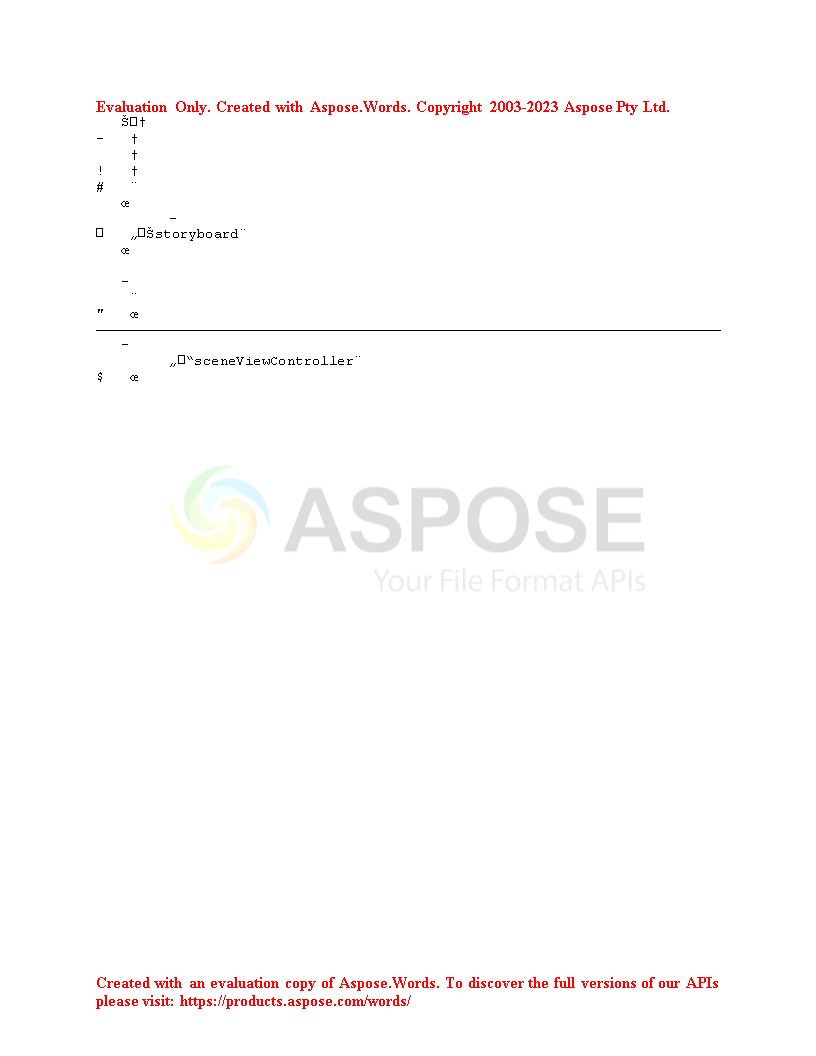 Evaluation Only. Created with Aspose.Words. Copyright 2003-2023 Aspose Pty Ltd.
Š□†
– †
†
! †
# ¨
œ
–
□ „□Šstoryboard¨
œ
–
¨
" œ
–
„□“sceneViewController¨
$ œ
ASPOSE
Your File Format APIs
Created with an evaluation copy of Aspose.Words. To discover the full versions of our APIs
please visit: https://products.aspose.com/words/